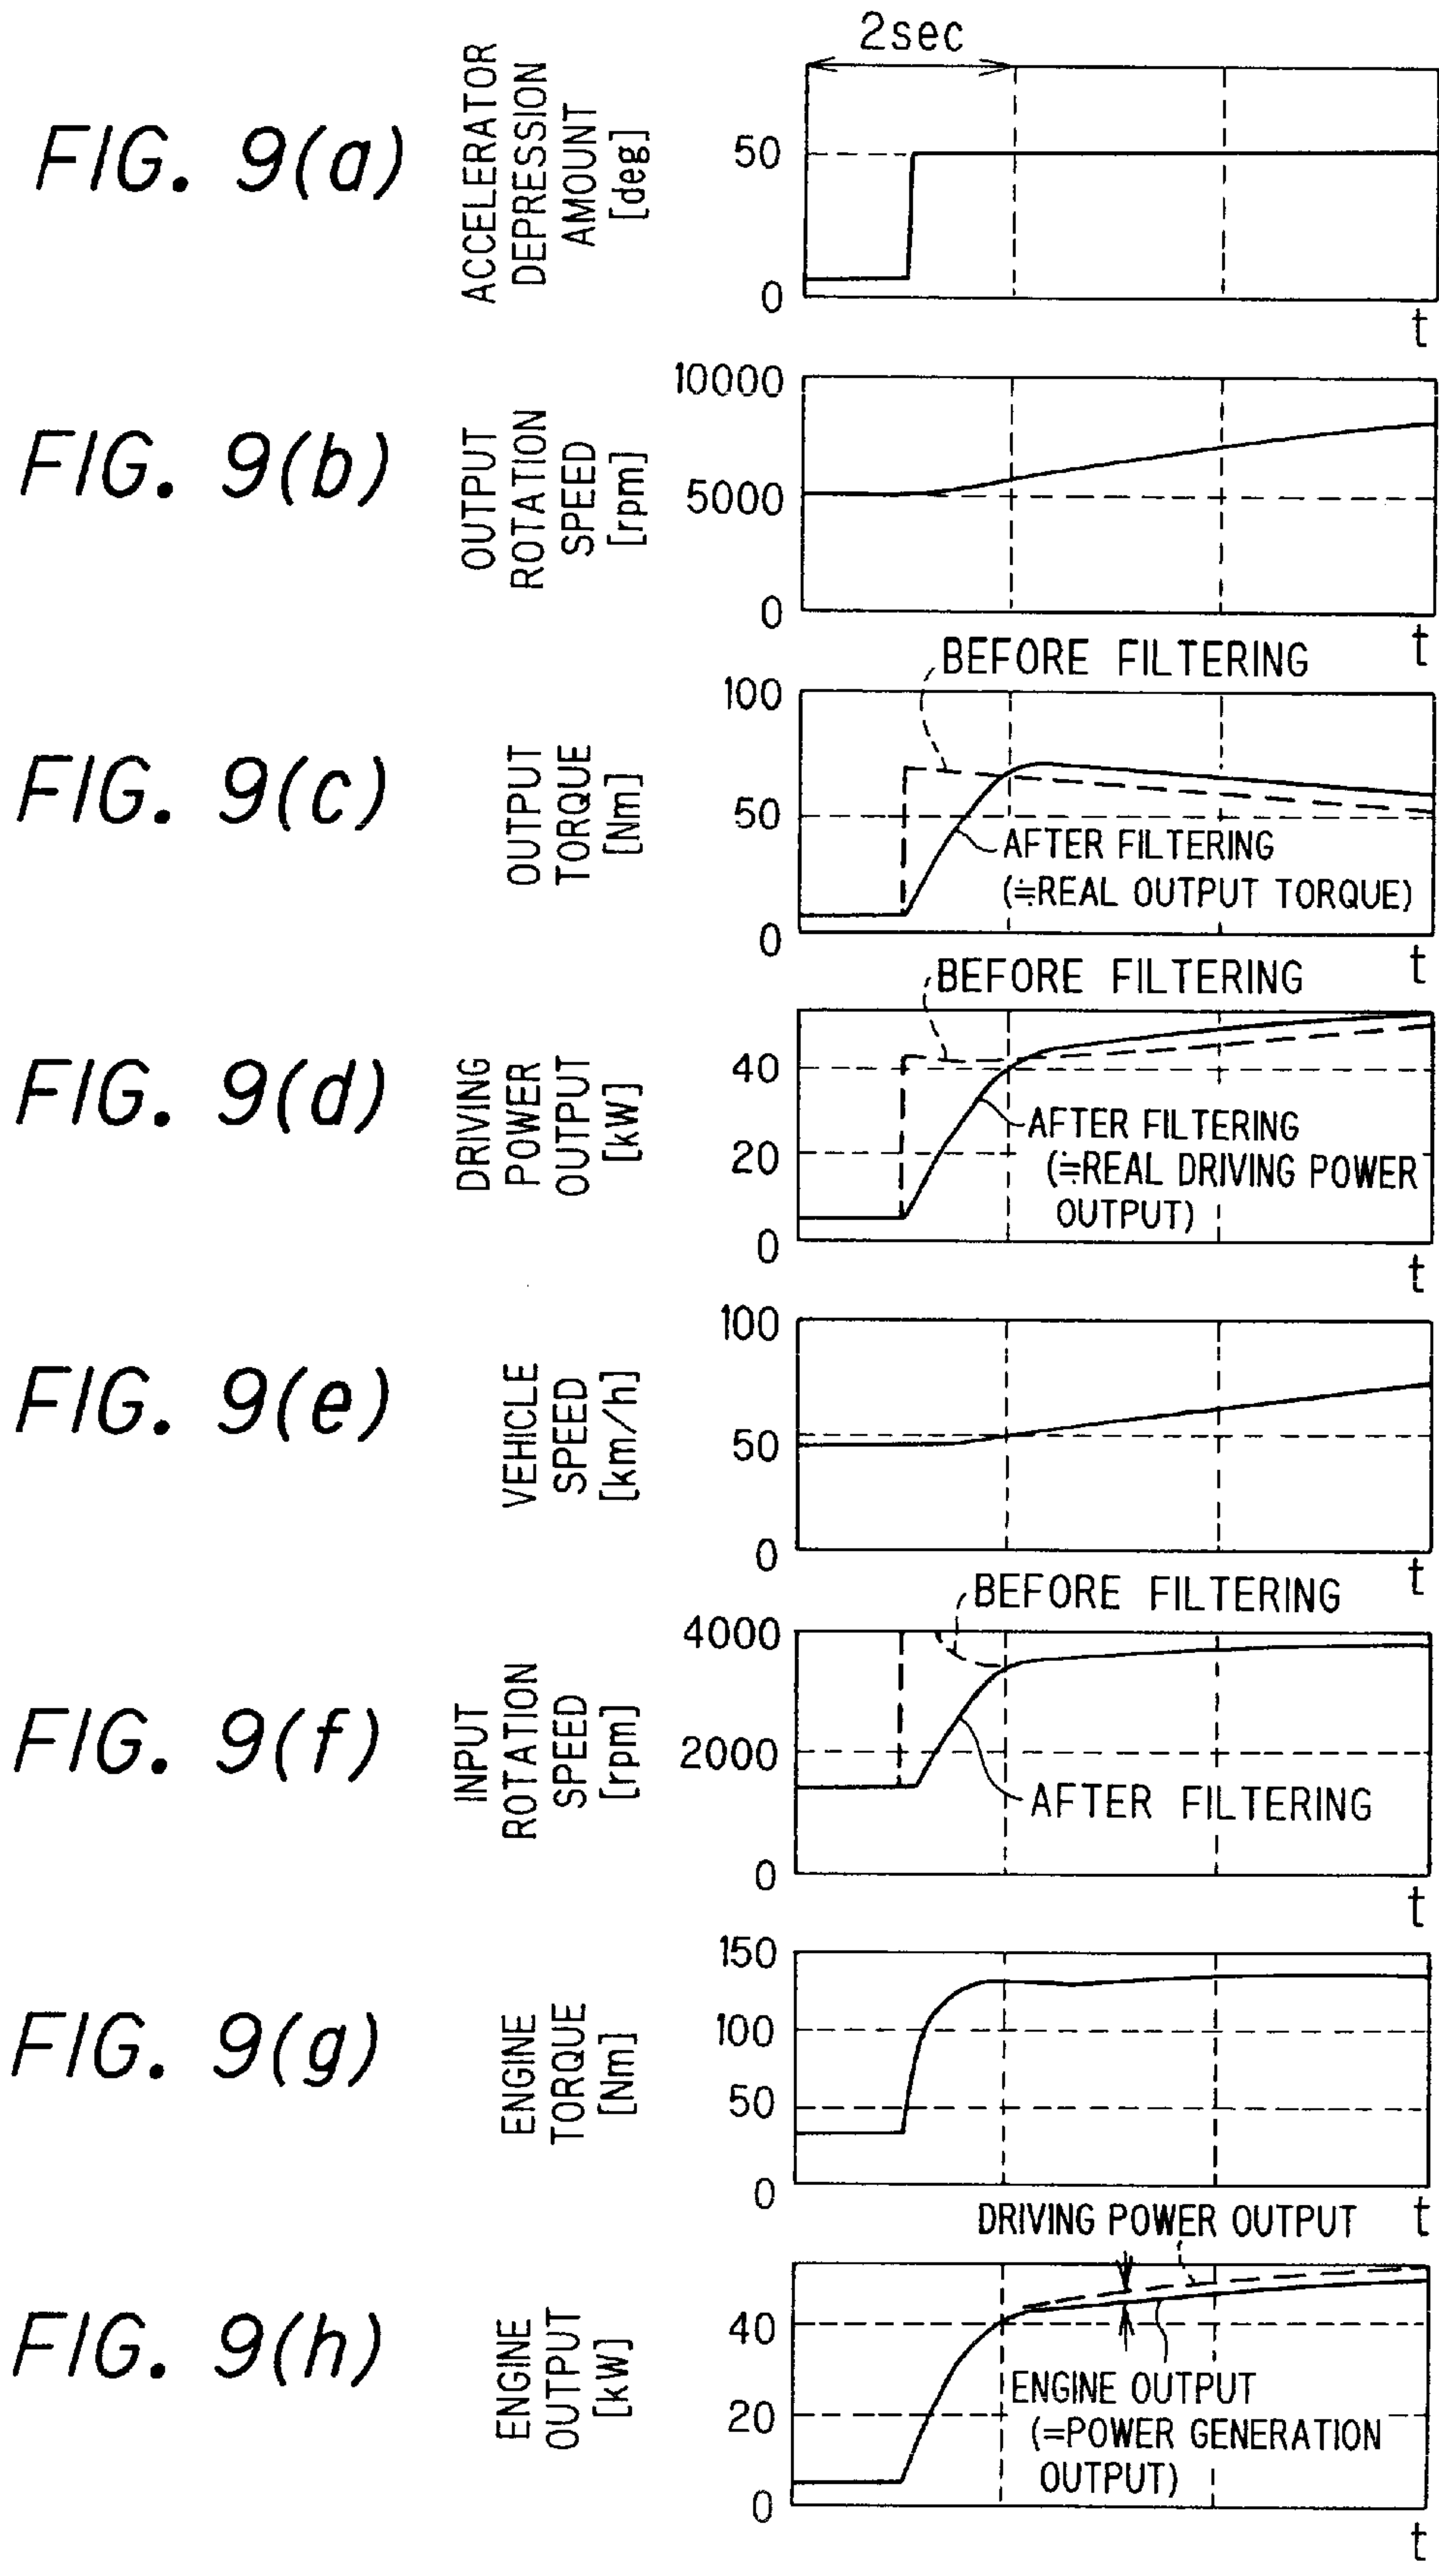 FIG. 9(a)
ACCELERATOR
DEPRESSION
AMOUNT
[deg]
2sec
50
0
t
FIG. 9(b)
OUTPUT
ROTATION
SPEED
[rpm]
10000
5000
0
t
FIG. 9(c)
OUTPUT
TORQUE
[Nm]
BEFORE FILTERING
100
50
0
AFTER FILTERING
(≒REAL OUTPUT TORQUE)
t
FIG. 9(d)
DRIVING
POWER
OUTPUT
[kW]
BEFORE FILTERING
40
20
0
AFTER FILTERING
(≒REAL DRIVING POWER
OUTPUT)
t
FIG. 9(e)
VEHICLE
SPEED
[km/h]
100
50
0
t
FIG. 9(f)
INPUT
ROTATION
SPEED
[rpm]
BEFORE FILTERING
4000
2000
0
AFTER FILTERING
t
FIG. 9(g)
ENGINE
TORQUE
[Nm]
150
100
50
0
t
FIG. 9(h)
ENGINE
OUTPUT
[kW]
DRIVING POWER OUTPUT
40
20
0
ENGINE OUTPUT
(=POWER GENERATION
OUTPUT)
t